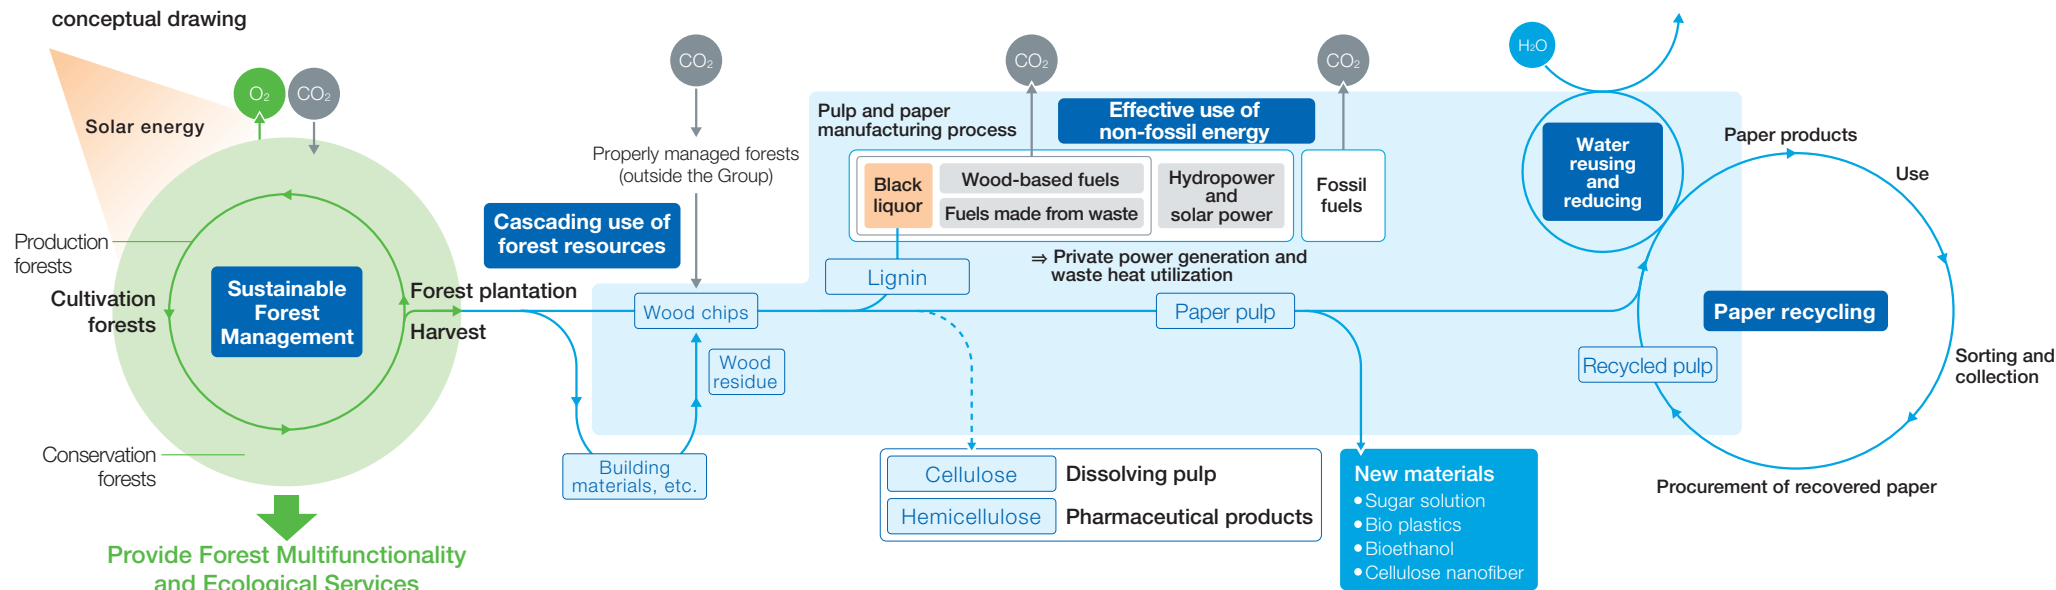 conceptual drawing
Solar energy
O₂
CO₂
Production
forests
Cultivation
forests
Sustainable
Forest
Management
Forest plantation
Harvest
Conservation
forests
Provide Forest Multifunctionality
and Ecological Services
CO₂
Properly managed forests
(outside the Group)
Cascading use of
forest resources
Wood chips
Wood
residue
Building
materials, etc.
Pulp and paper
manufacturing process
CO₂
Effective use of
non-fossil energy
CO₂
Black
liquor
Wood-based fuels
Fuels made from waste
Hydropower
and
solar power
Fossil
fuels
⇒ Private power generation and
waste heat utilization
Lignin
Paper pulp
Cellulose
Dissolving pulp
Hemicellulose
Pharmaceutical products
New materials
• Sugar solution
• Bio plastics
• Bioethanol
• Cellulose nanofiber
H₂O
Water
reusing
and
reducing
Paper products
Use
Paper recycling
Recycled pulp
Sorting and
collection
Procurement of recovered paper